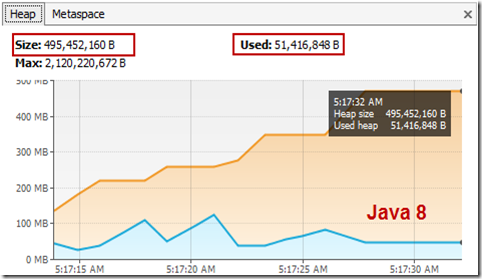 Heap Metaspace
Size: 495,452,160 B Used: 51,416,848 B
Max: 2,120,220,672 B
500 MB
400 MB
300 MB
200 MB
100 MB
0 MB
5:17:32 AM
Heap size 495,452,160 B
Used heap 51,416,848 B
Java 8
5:17:15 AM 5:17:20 AM 5:17:25 AM 5:17:30 AM